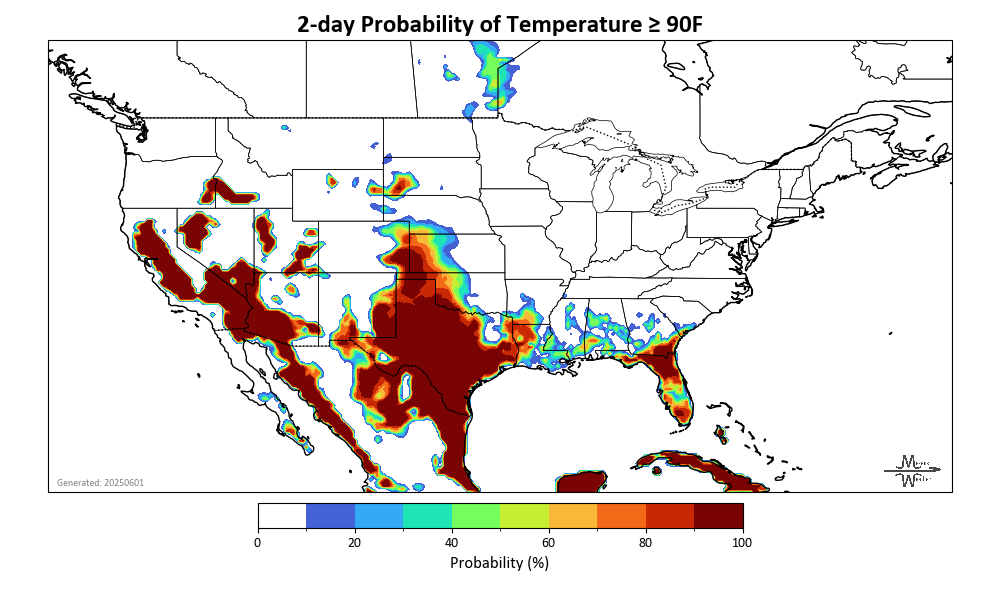 2-day Probability of Temperature ≥ 90F
Generated: 20250601
0 20 40 60 80 100
Probability (%)